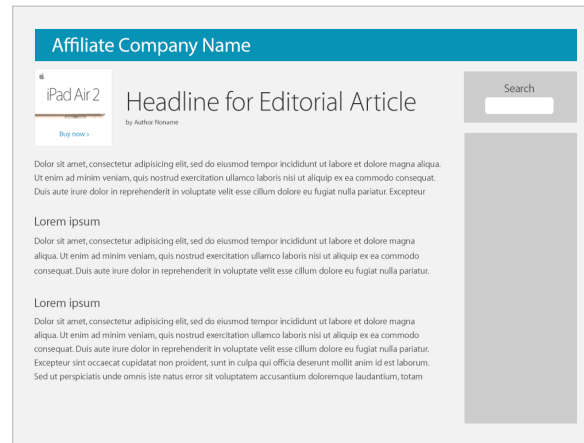 Affiliate Company Name
iPad Air 2
Buy now ›
Headline for Editorial Article
by Author Noname
Search
Dolor sit amet, consectetur adipisicing elit, sed do eiusmod tempor incididunt ut labore et dolore magna aliqua.
Ut enim ad minim veniam, quis nostrud exercitation ullamco laboris nisi ut aliquip ex ea commodo consequat.
Duis aute irure dolor in reprehenderit in voluptate velit esse cillum dolore eu fugiat nulla pariatur. Excepteur
Lorem ipsum
Dolor sit amet, consectetur adipisicing elit, sed do eiusmod tempor incididunt ut labore et dolore magna
aliqua. Ut enim ad minim veniam, quis nostrud exercitation ullamco laboris nisi ut aliquip ex ea commodo
consequat. Duis aute irure dolor in reprehenderit in voluptate velit esse cillum dolore eu fugiat nulla pariatur.
Lorem ipsum
Dolor sit amet, consectetur adipisicing elit, sed do eiusmod tempor incididunt ut labore et dolore magna
aliqua. Ut enim ad minim veniam, quis nostrud exercitation ullamco laboris nisi ut aliquip ex ea commodo
consequat. Duis aute irure dolor in reprehenderit in voluptate velit esse cillum dolore eu fugiat nulla pariatur.
Excepteur sint occaecat cupidatat non proident, sunt in culpa qui officia deserunt mollit anim id est laborum.
Sed ut perspiciatis unde omnis iste natus error sit voluptatem accusantium doloremque laudantium, totam